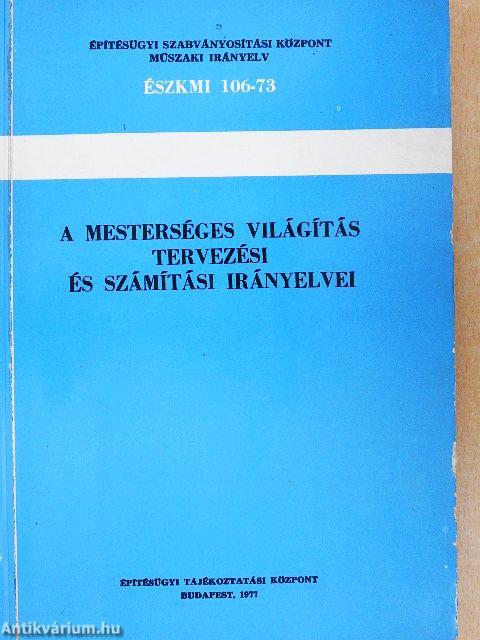 ÉPÍTÉSÜGYI SZABVÁNYOSÍTÁSI KÖZPONT
MŰSZAKI IRÁNYELV
ÉSZKMI 106-73
A MESTERSÉGES VILÁGÍTÁS
TERVEZÉSI
ÉS SZÁMÍTÁSI IRÁNYELVEI
ÉPÍTÉSÜGYI TÁJÉKOZTATÁSI KÖZPONT
BUDAPEST, 1977
Antikvárium.hu